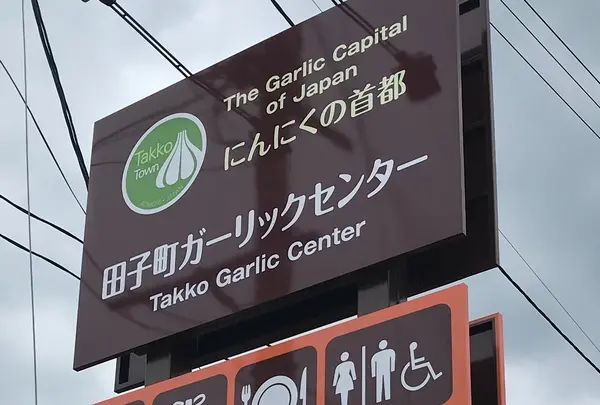 The Garlic Capital
of Japan
にんにくの首都
Takko
Town
田子町ガーリックセンター
Takko Garlic Center